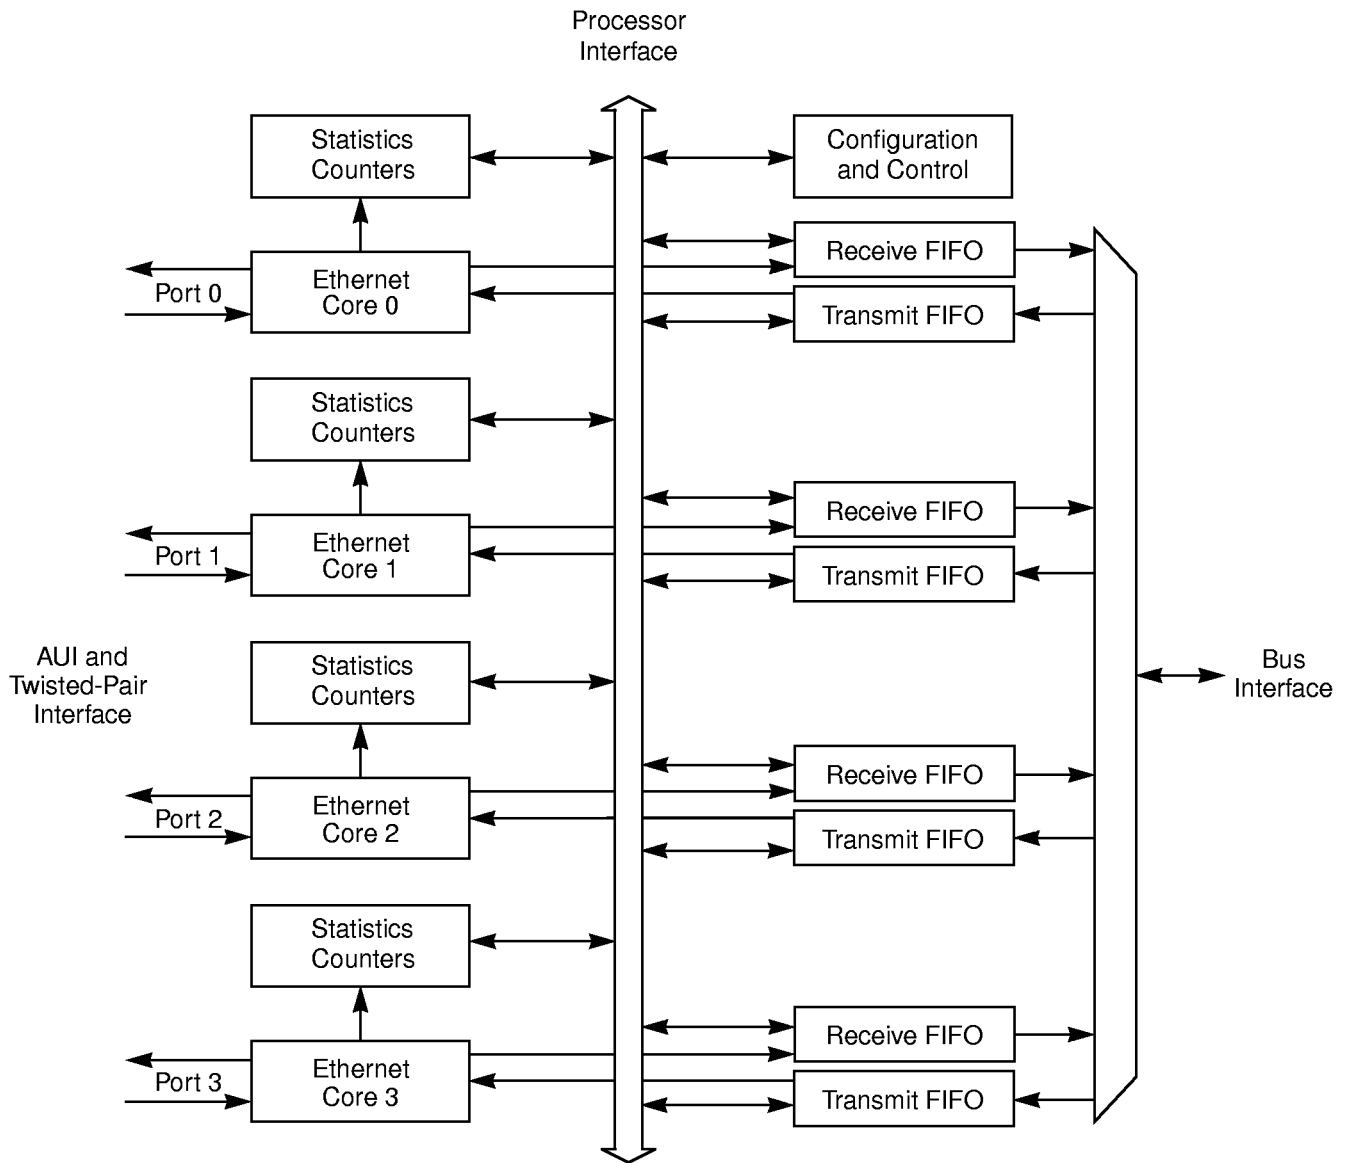 Processor
Interface
Statistics
Counters
Configuration
and Control
Receive FIFO
Ethernet
Core 0
Port 0
Transmit FIFO
Statistics
Counters
Receive FIFO
Ethernet
Core 1
Port 1
Transmit FIFO
AUI and
Twisted-Pair
Interface
Statistics
Counters
Bus
Interface
Receive FIFO
Ethernet
Core 2
Port 2
Transmit FIFO
Statistics
Counters
Receive FIFO
Ethernet
Core 3
Port 3
Transmit FIFO